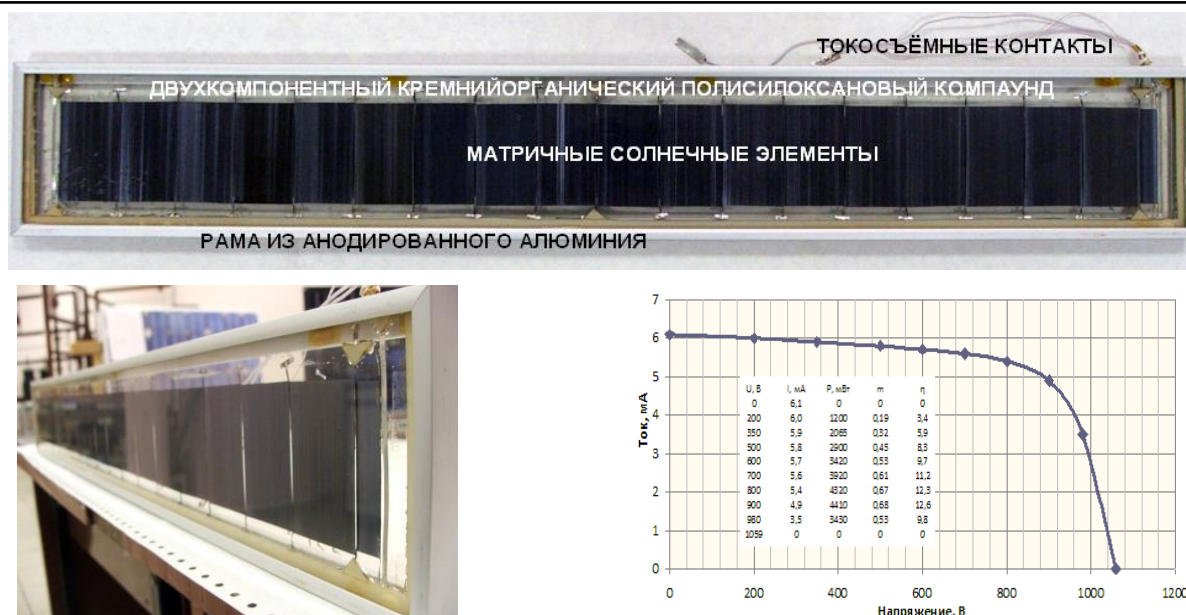 ТОКОСЪЁМНЫЕ КОНТАКТЫ
ДВУХКОМПОНЕНТНЫЙ КРЕМНИЙОРГАНИЧЕСКИЙ ПОЛИСИЛОКСАНОВЫЙ КОМПАУНД
МАТРИЧНЫЕ СОЛНЕЧНЫЕ ЭЛЕМЕНТЫ
РАМА ИЗ АНОДИРОВАННОГО АЛЮМИНИЯ
Ток, мА
7
6
5
4
3
2
1
0
U, В I, мА P, мВт m η
0 6,1 0 0 0
200 6,0 1200 0,19 3,4
350 5,9 2065 0,32 5,9
500 5,8 2900 0,45 8,3
600 5,7 3420 0,53 9,7
700 5,6 3920 0,61 11,2
800 5,4 4320 0,67 12,3
900 4,9 4410 0,68 12,6
980 3,5 3430 0,53 9,8
1059 0 0 0 0
0 200 400 600 800 1000 1200
Напряжение, В